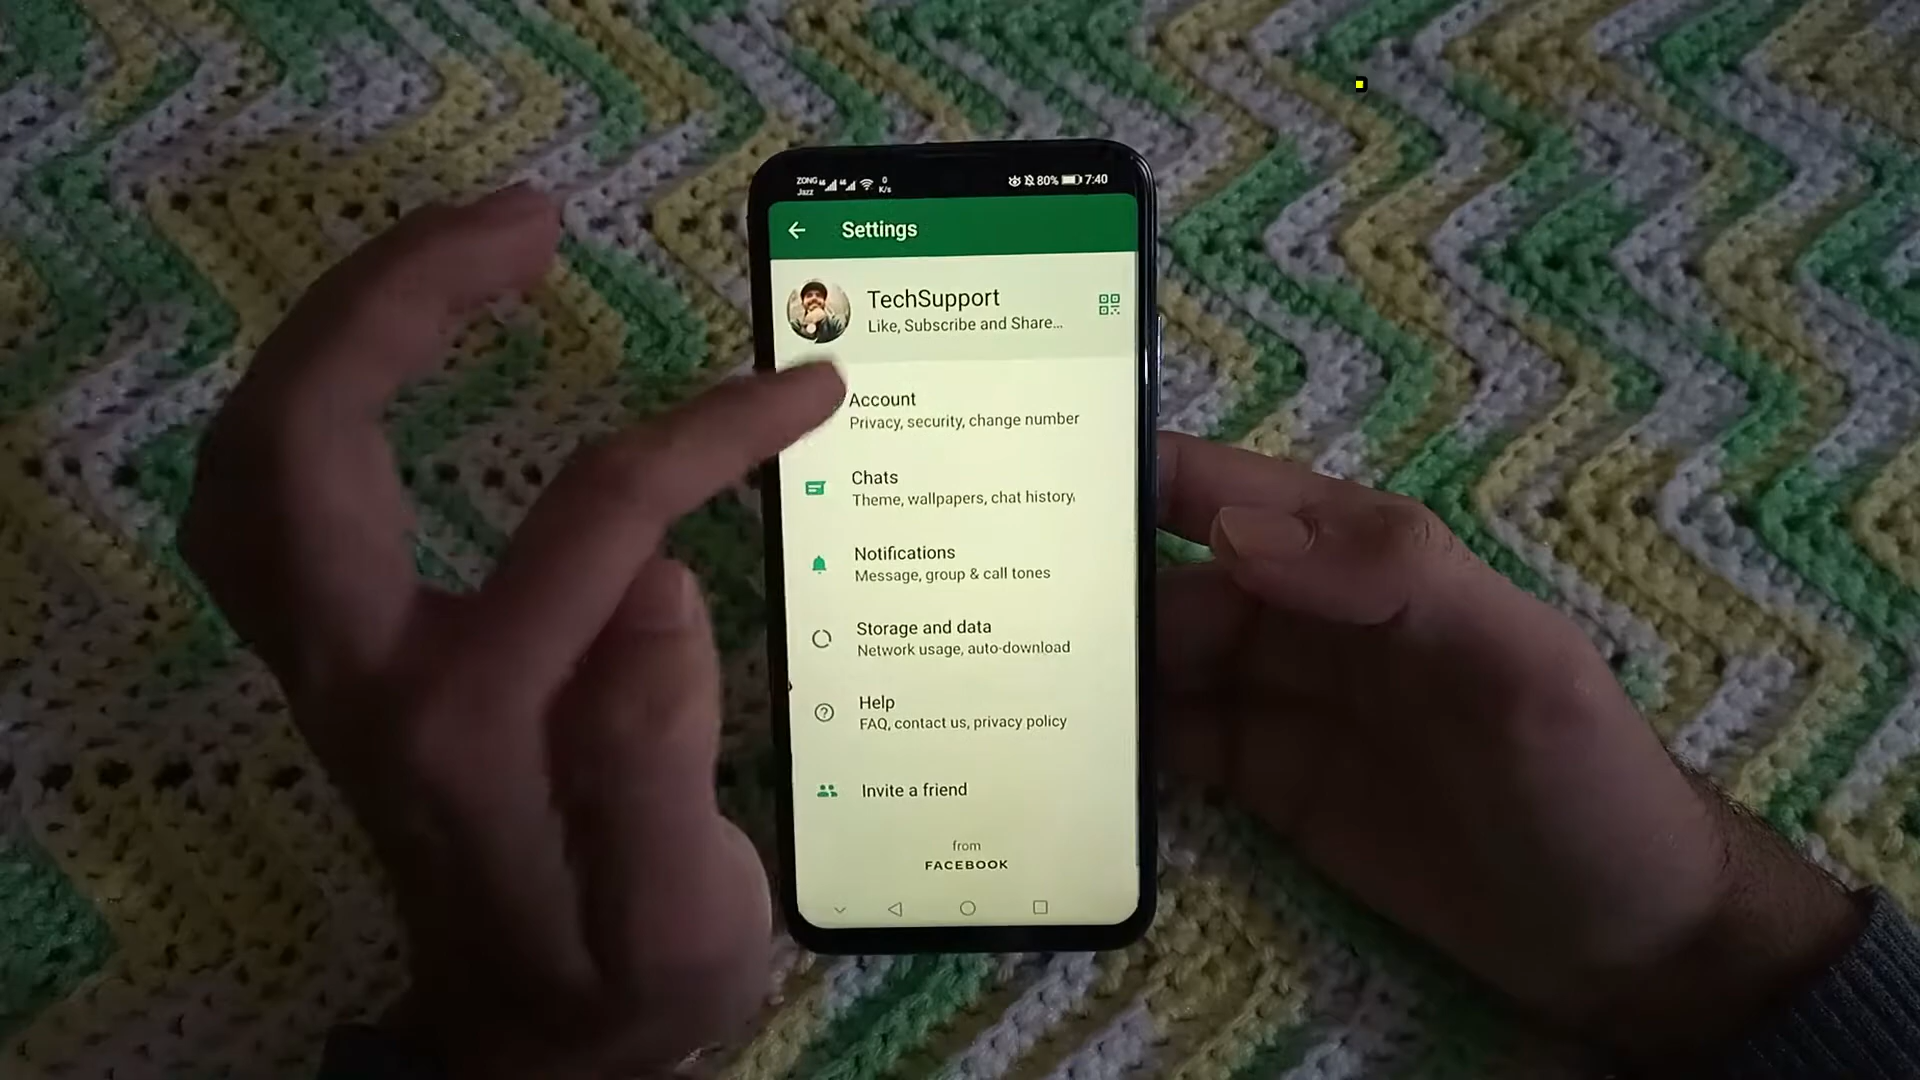 ZONG
Jazz
0
K/s
80%
7:40
Settings
TechSupport
Like, Subscribe and Share...
Account
Privacy, security, change number
Chats
Theme, wallpapers, chat history
Notifications
Message, group & call tones
Storage and data
Network usage, auto-download
Help
FAQ, contact us, privacy policy
Invite a friend
from
FACEBOOK